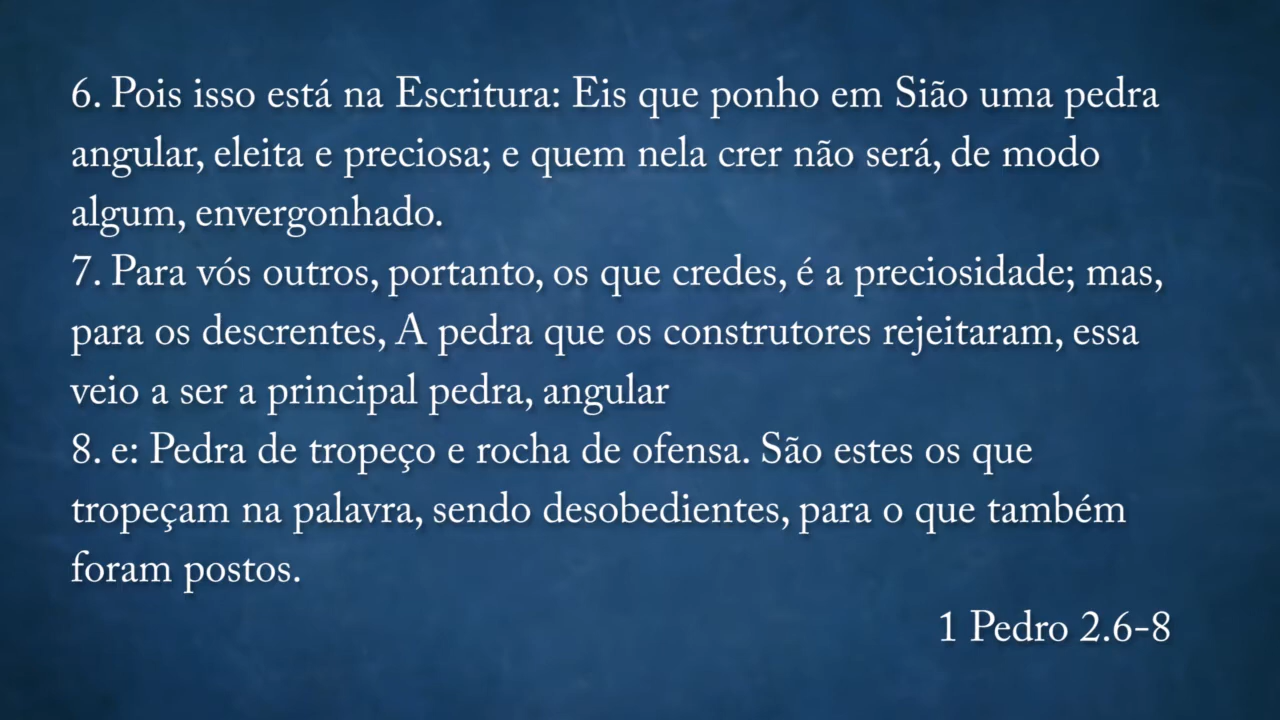 6. Pois isso está na Escritura: Eis que ponho em Sião uma pedra
angular, eleita e preciosa; e quem nela crer não será, de modo
algum, envergonhado.
7. Para vós outros, portanto, os que credes, é a preciosidade; mas,
para os descrentes, A pedra que os construtores rejeitaram, essa
veio a ser a principal pedra, angular
8. e: Pedra de tropeço e rocha de ofensa. São estes os que
tropeçam na palavra, sendo desobedientes, para o que também
foram postos.
1 Pedro 2.6-8